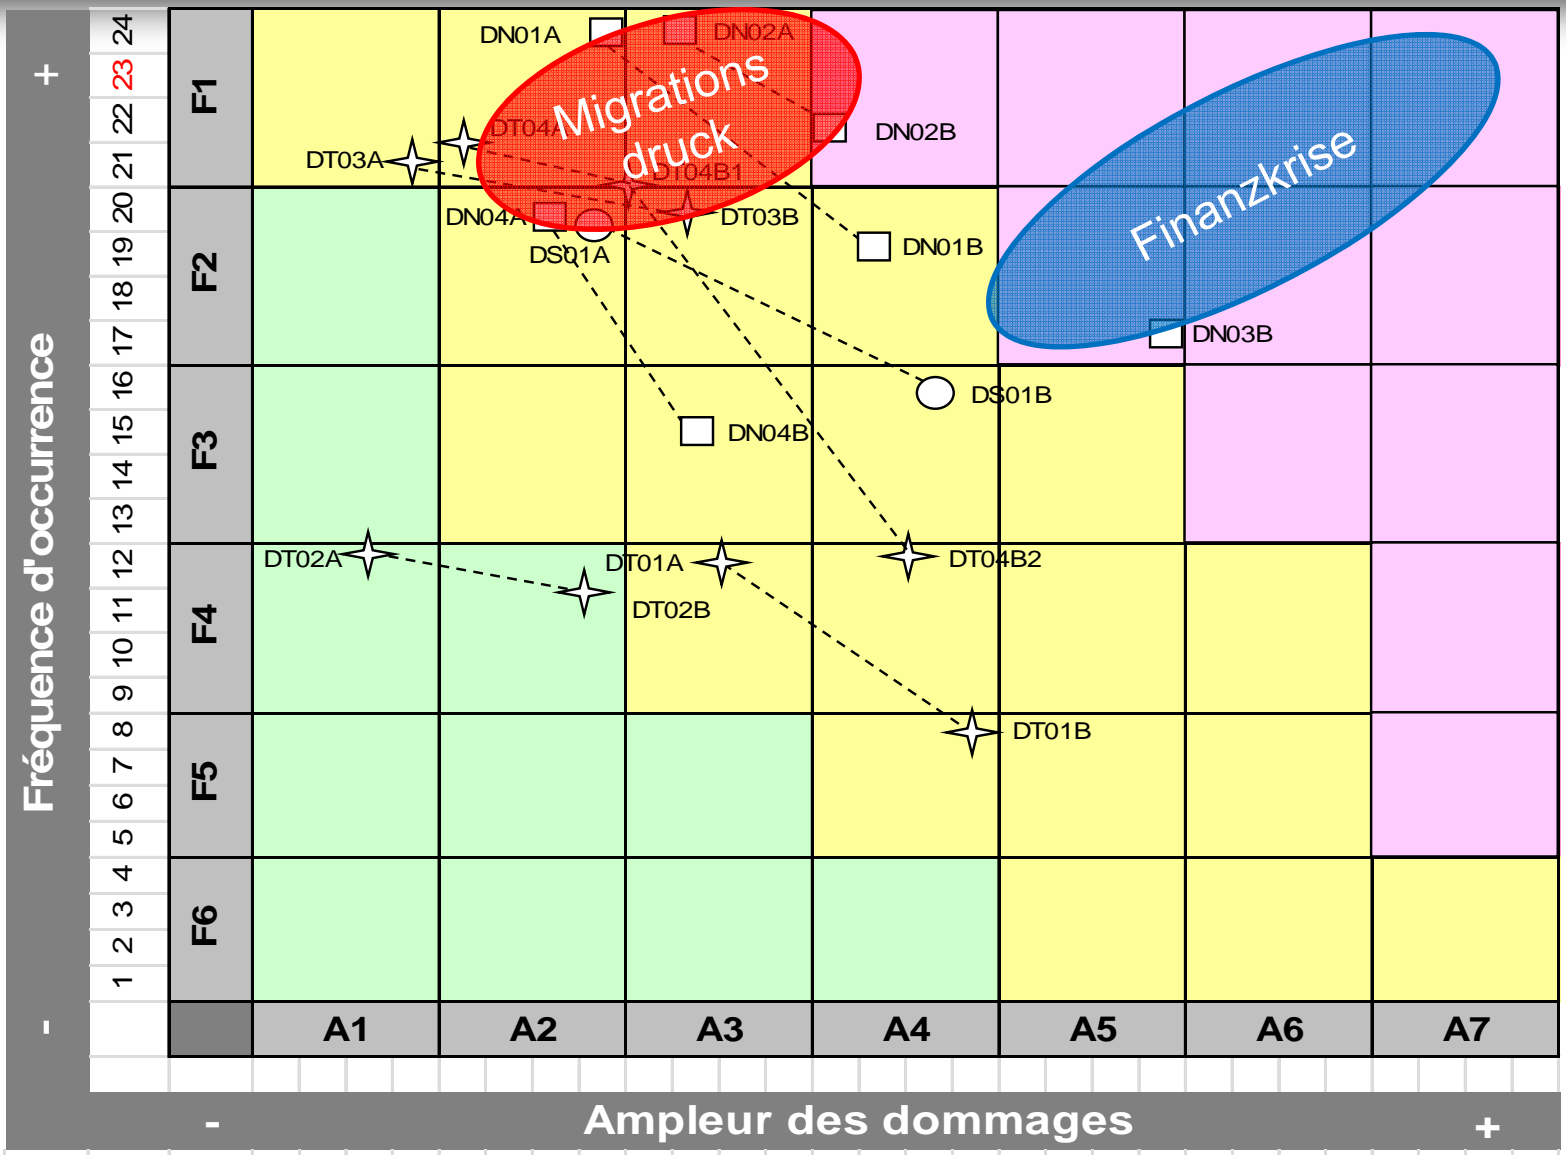 24
23
22
21
20
19
18
17
16
15
14
13
12
11
10
9
8
7
6
5
4
3
2
1
+
Fréquence d'occurrence
-
F1
F2
F3
F4
F5
F6
DN01A
DN02A
Migrations
druck
DT04A
DN02B
DT03A
DT04B1
DN04A
DT03B
DS01A
DN01B
Finanzkrise
DN03B
DS01B
DN04B
DT02A
DT01A
DT04B2
DT02B
DT01B
A1
A2
A3
A4
A5
A6
A7
-
Ampleur des dommages
+